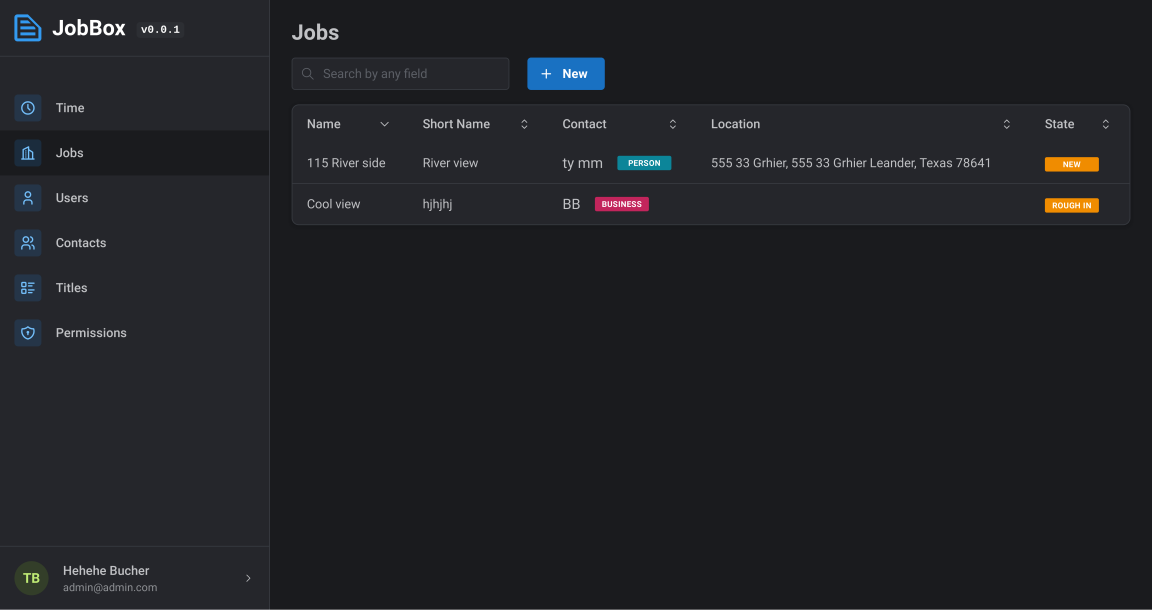 JobBox v0.0.1
Time
Jobs
Users
Contacts
Titles
Permissions
TB
Hehehe Bucher
admin@admin.com
Jobs
Search by any field
+ New
Name Short Name Contact Location State
115 River side River view ty mm PERSON 555 33 Grhier, 555 33 Grhier Leander, Texas 78641 NEW
Cool view hjhjhj BB BUSINESS ROUGH IN